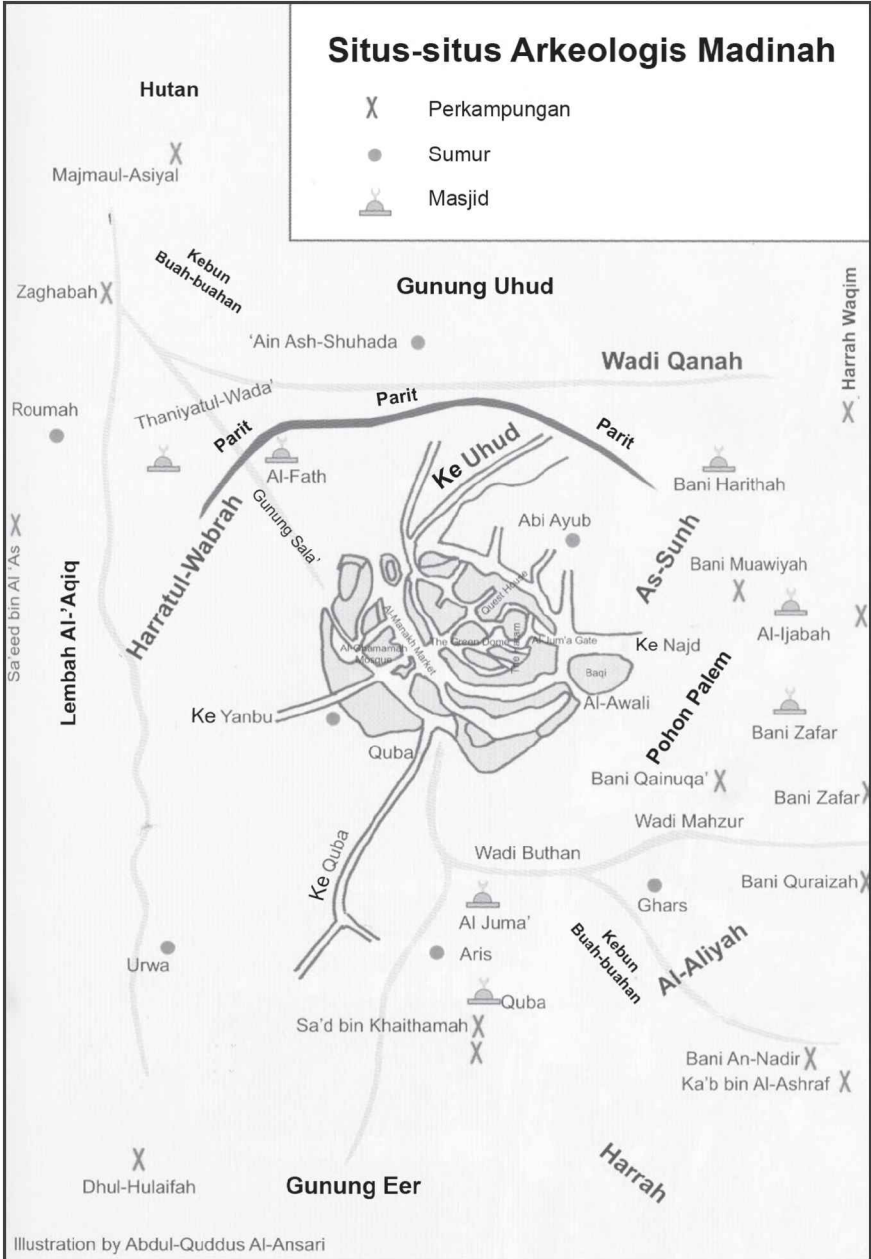 Situs-situs Arkeologis Madinah
Perkampungan
Sumur
Masjid
Hutan
Majmaul-Asiyal
Kebun
Buah-buahan
Zaghabah
Gunung Uhud
Harrah Waqim
'Ain Ash-Shuhada
Wadi Qanah
Thaniyatul-Wada'
Roumah
Parit
Parit
Parit
Al-Fath
Ke Uhud
Bani Harithah
Gunung Sala'
Harratul-Wabrah
Abi Ayub
As-Sunh
Bani Muawiyah
Sa'eed bin Al 'As
Lembah Al-'Aqiq
Quest House
Al-Manakh Market
Al-Ghamamah
Mosque
The Green Dome
The Haram
Al-Jum'a Gate
Ke Najd
Al-Ijabah
Baqi
Al-Awali
Pohon Palem
Ke Yanbu
Quba
Bani Zafar
Bani Qainuqa'
Bani Zafar
Wadi Mahzur
Ke Quba
Wadi Buthan
Bani Quraizah
Ghars
Al Juma'
Kebun
Buah-buahan
Al-Aliyah
Aris
Urwa
Quba
Sa'd bin Khaithamah
Bani An-Nadir
Ka'b bin Al-Ashraf
Harrah
Dhul-Hulaifah
Gunung Eer
Illustration by Abdul-Quddus Al-Ansari